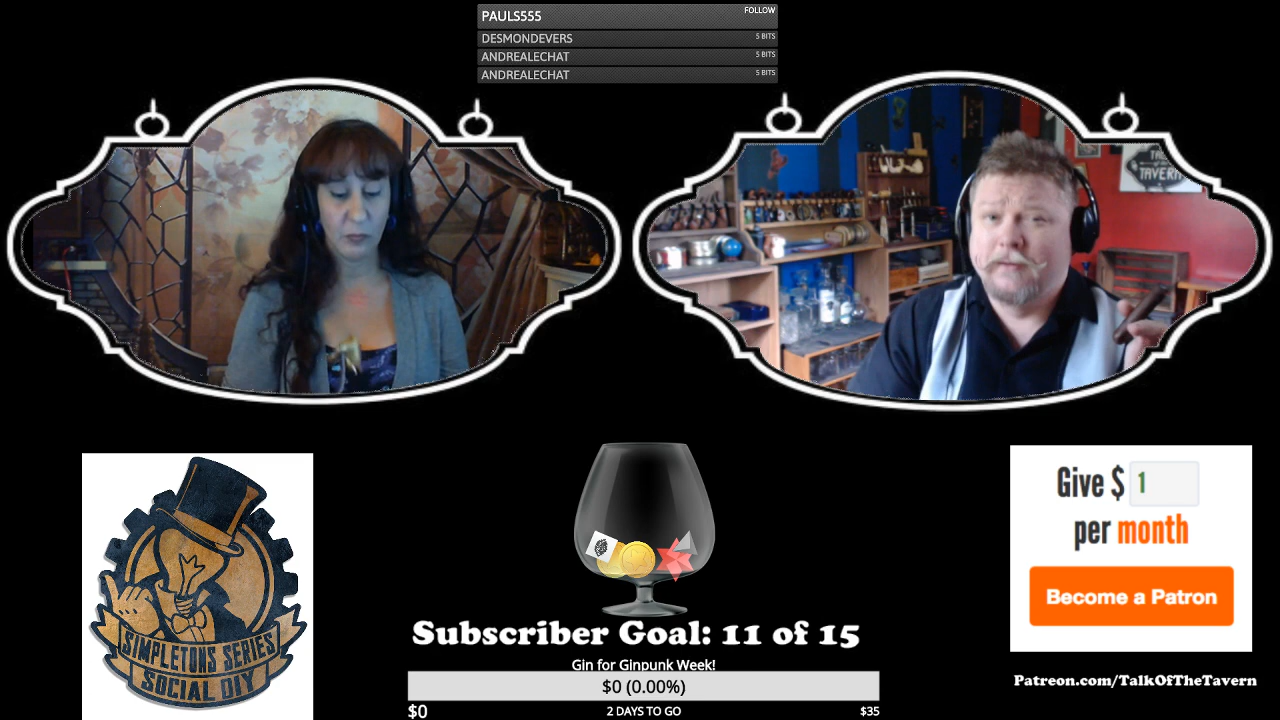 PAULS555 FOLLOW
DESMONDEVERS 5 BITS
ANDREALECHAT 5 BITS
ANDREALECHAT 5 BITS
TAVERN
Give $ 1
per month
Become a Patron
SIMPLETONS SERIES
SOCIAL DIY
Subscriber Goal: 11 of 15
Gin for Ginpunk Week!
$0 (0.00%)
$0 2 DAYS TO GO $35
Patreon.com/TalkOfTheTavern